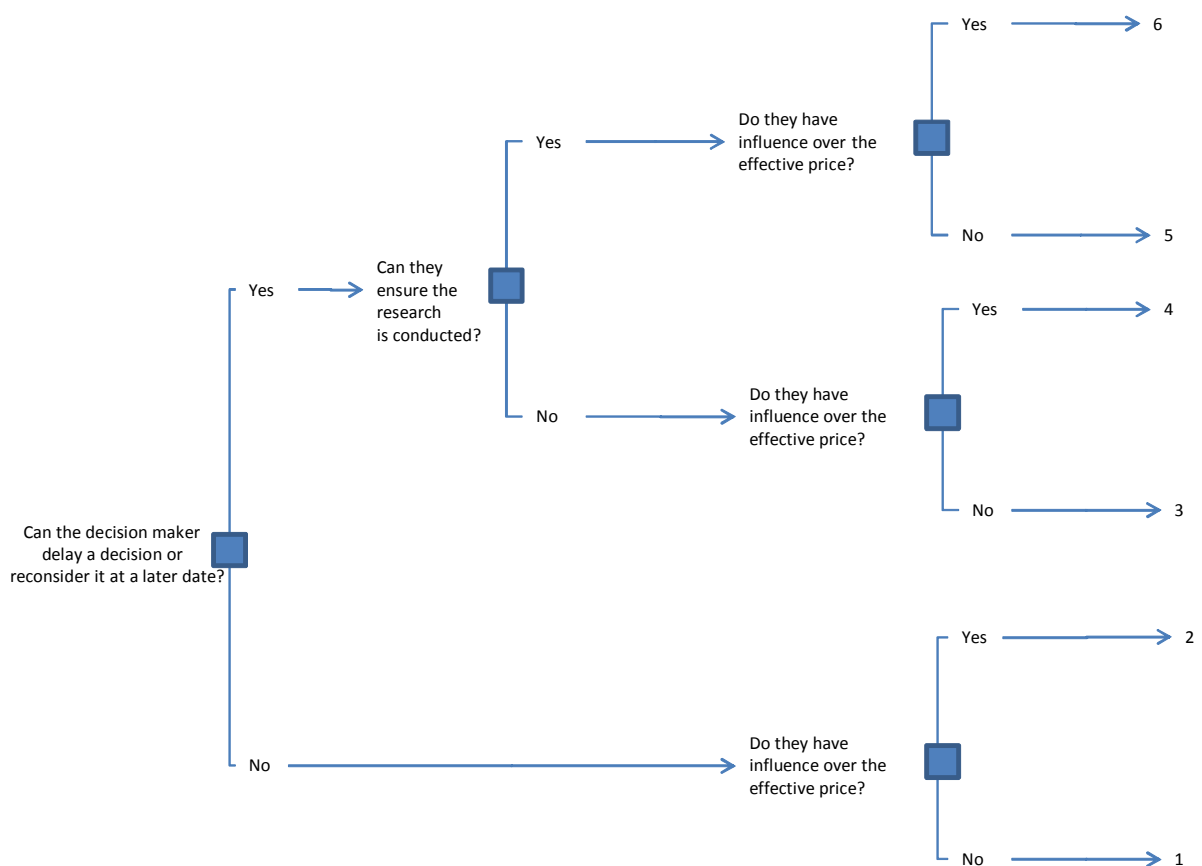 Yes
6
Do they have
influence over the
effective price?
Yes
No
5
Can they
ensure the
research
is conducted?
Yes
Yes
4
Do they have
influence over the
effective price?
No
No
3
Can the decision maker
delay a decision or
reconsider it at a later date?
Yes
2
Do they have
influence over the
effective price?
No
No
1